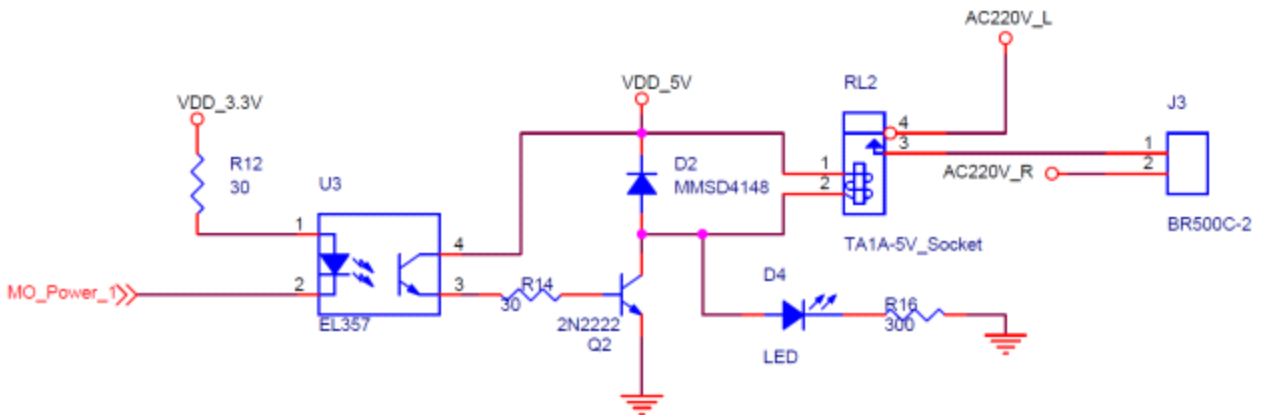 AC220V_L
RL2
VDD_5V
J3
VDD_3.3V
4
3
1
2
R12
30
D2
MMSD4148
1
2
AC220V_R
U3
BR500C-2
1
4
TA1A-5V_Socket
MO_Power_1
2
3
R14
30
D4
R16
300
EL357
2N2222
Q2
LED